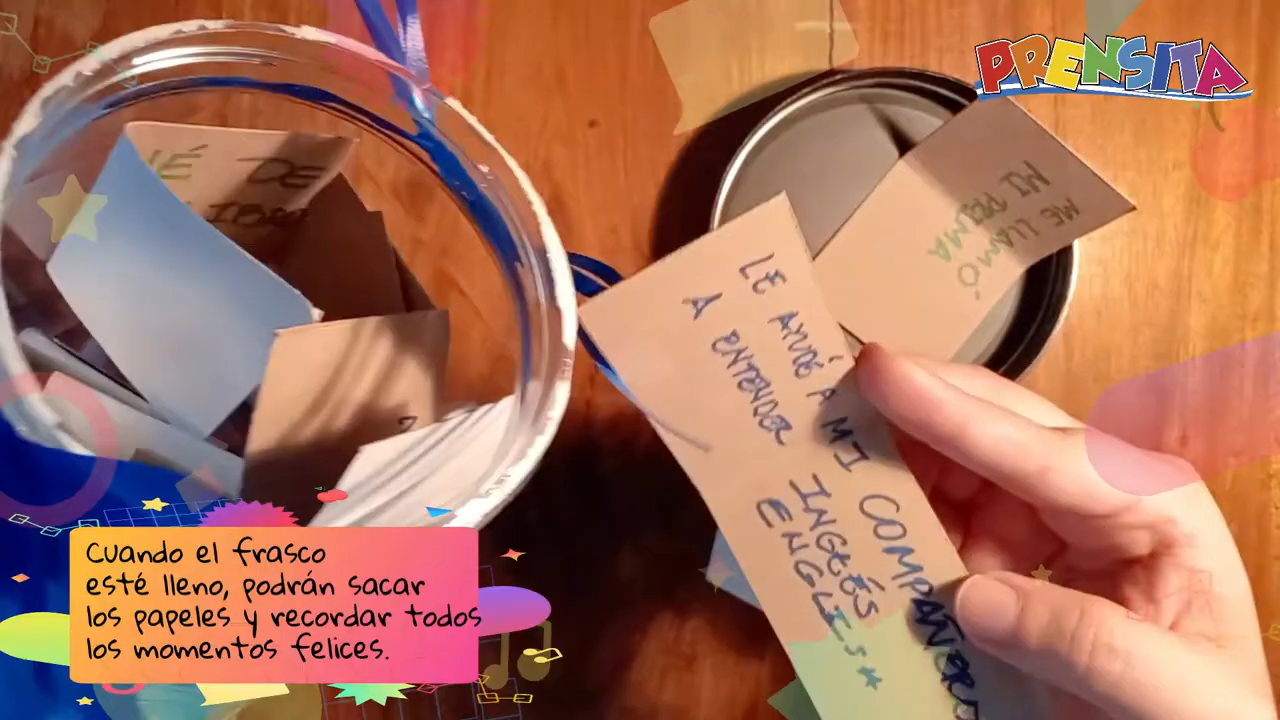 PRENSITA
MI PRIMA
ME LLAMÓ
LE AYUDÉ A MI COMPAÑERO
A ENTENDER INGLÉS
ENGLISH
DE
Cuando el frasco
esté lleno, podrán sacar
los papeles y recordar todos
los momentos felices.